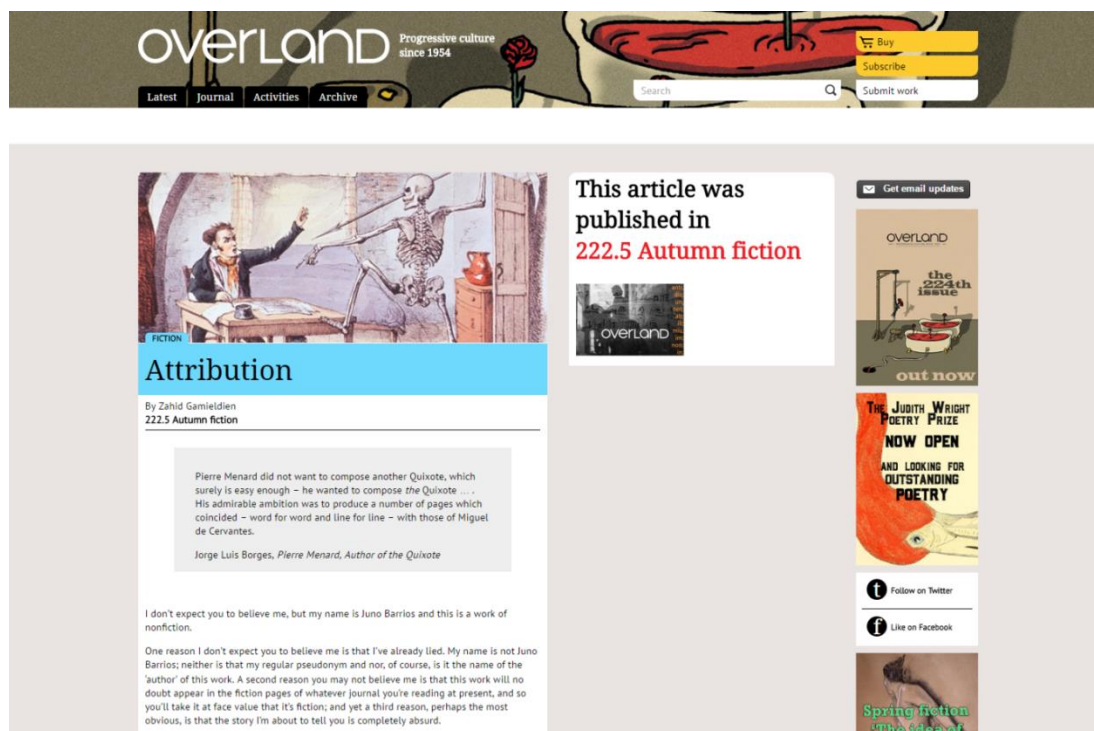 OVERLAND
Progressive culture
since 1954
Buy
Subscribe
Submit work
Search
Latest Journal Activities Archive
FICTION
Attribution
By Zahid Gamieldien
222.5 Autumn fiction
Pierre Menard did not want to compose another Quixote, which
surely is easy enough – he wanted to compose the Quixote … .
His admirable ambition was to produce a number of pages which
coincided – word for word and line for line – with those of Miguel
de Cervantes.
Jorge Luis Borges, Pierre Menard, Author of the Quixote
I don't expect you to believe me, but my name is Juno Barrios and this is a work of
nonfiction.
One reason I don't expect you to believe me is that I've already lied. My name is not Juno
Barrios; neither is that my regular pseudonym and nor, of course, is it the name of the
'author' of this work. A second reason you may not believe me is that this work will no
doubt appear in the fiction pages of whatever journal you're reading at present, and so
you'll take it at face value that it's fiction; and yet a third reason, perhaps the most
obvious, is that the story I'm about to tell you is completely absurd.
This article was
published in
222.5 Autumn fiction
OVERLAND
Get email updates
OVERLAND
the
224th
issue
out now
The Judith Wright
Poetry Prize
NOW OPEN
AND LOOKING FOR
OUTSTANDING
POETRY
Follow on Twitter
Like on Facebook
Spring fiction
'The idea of